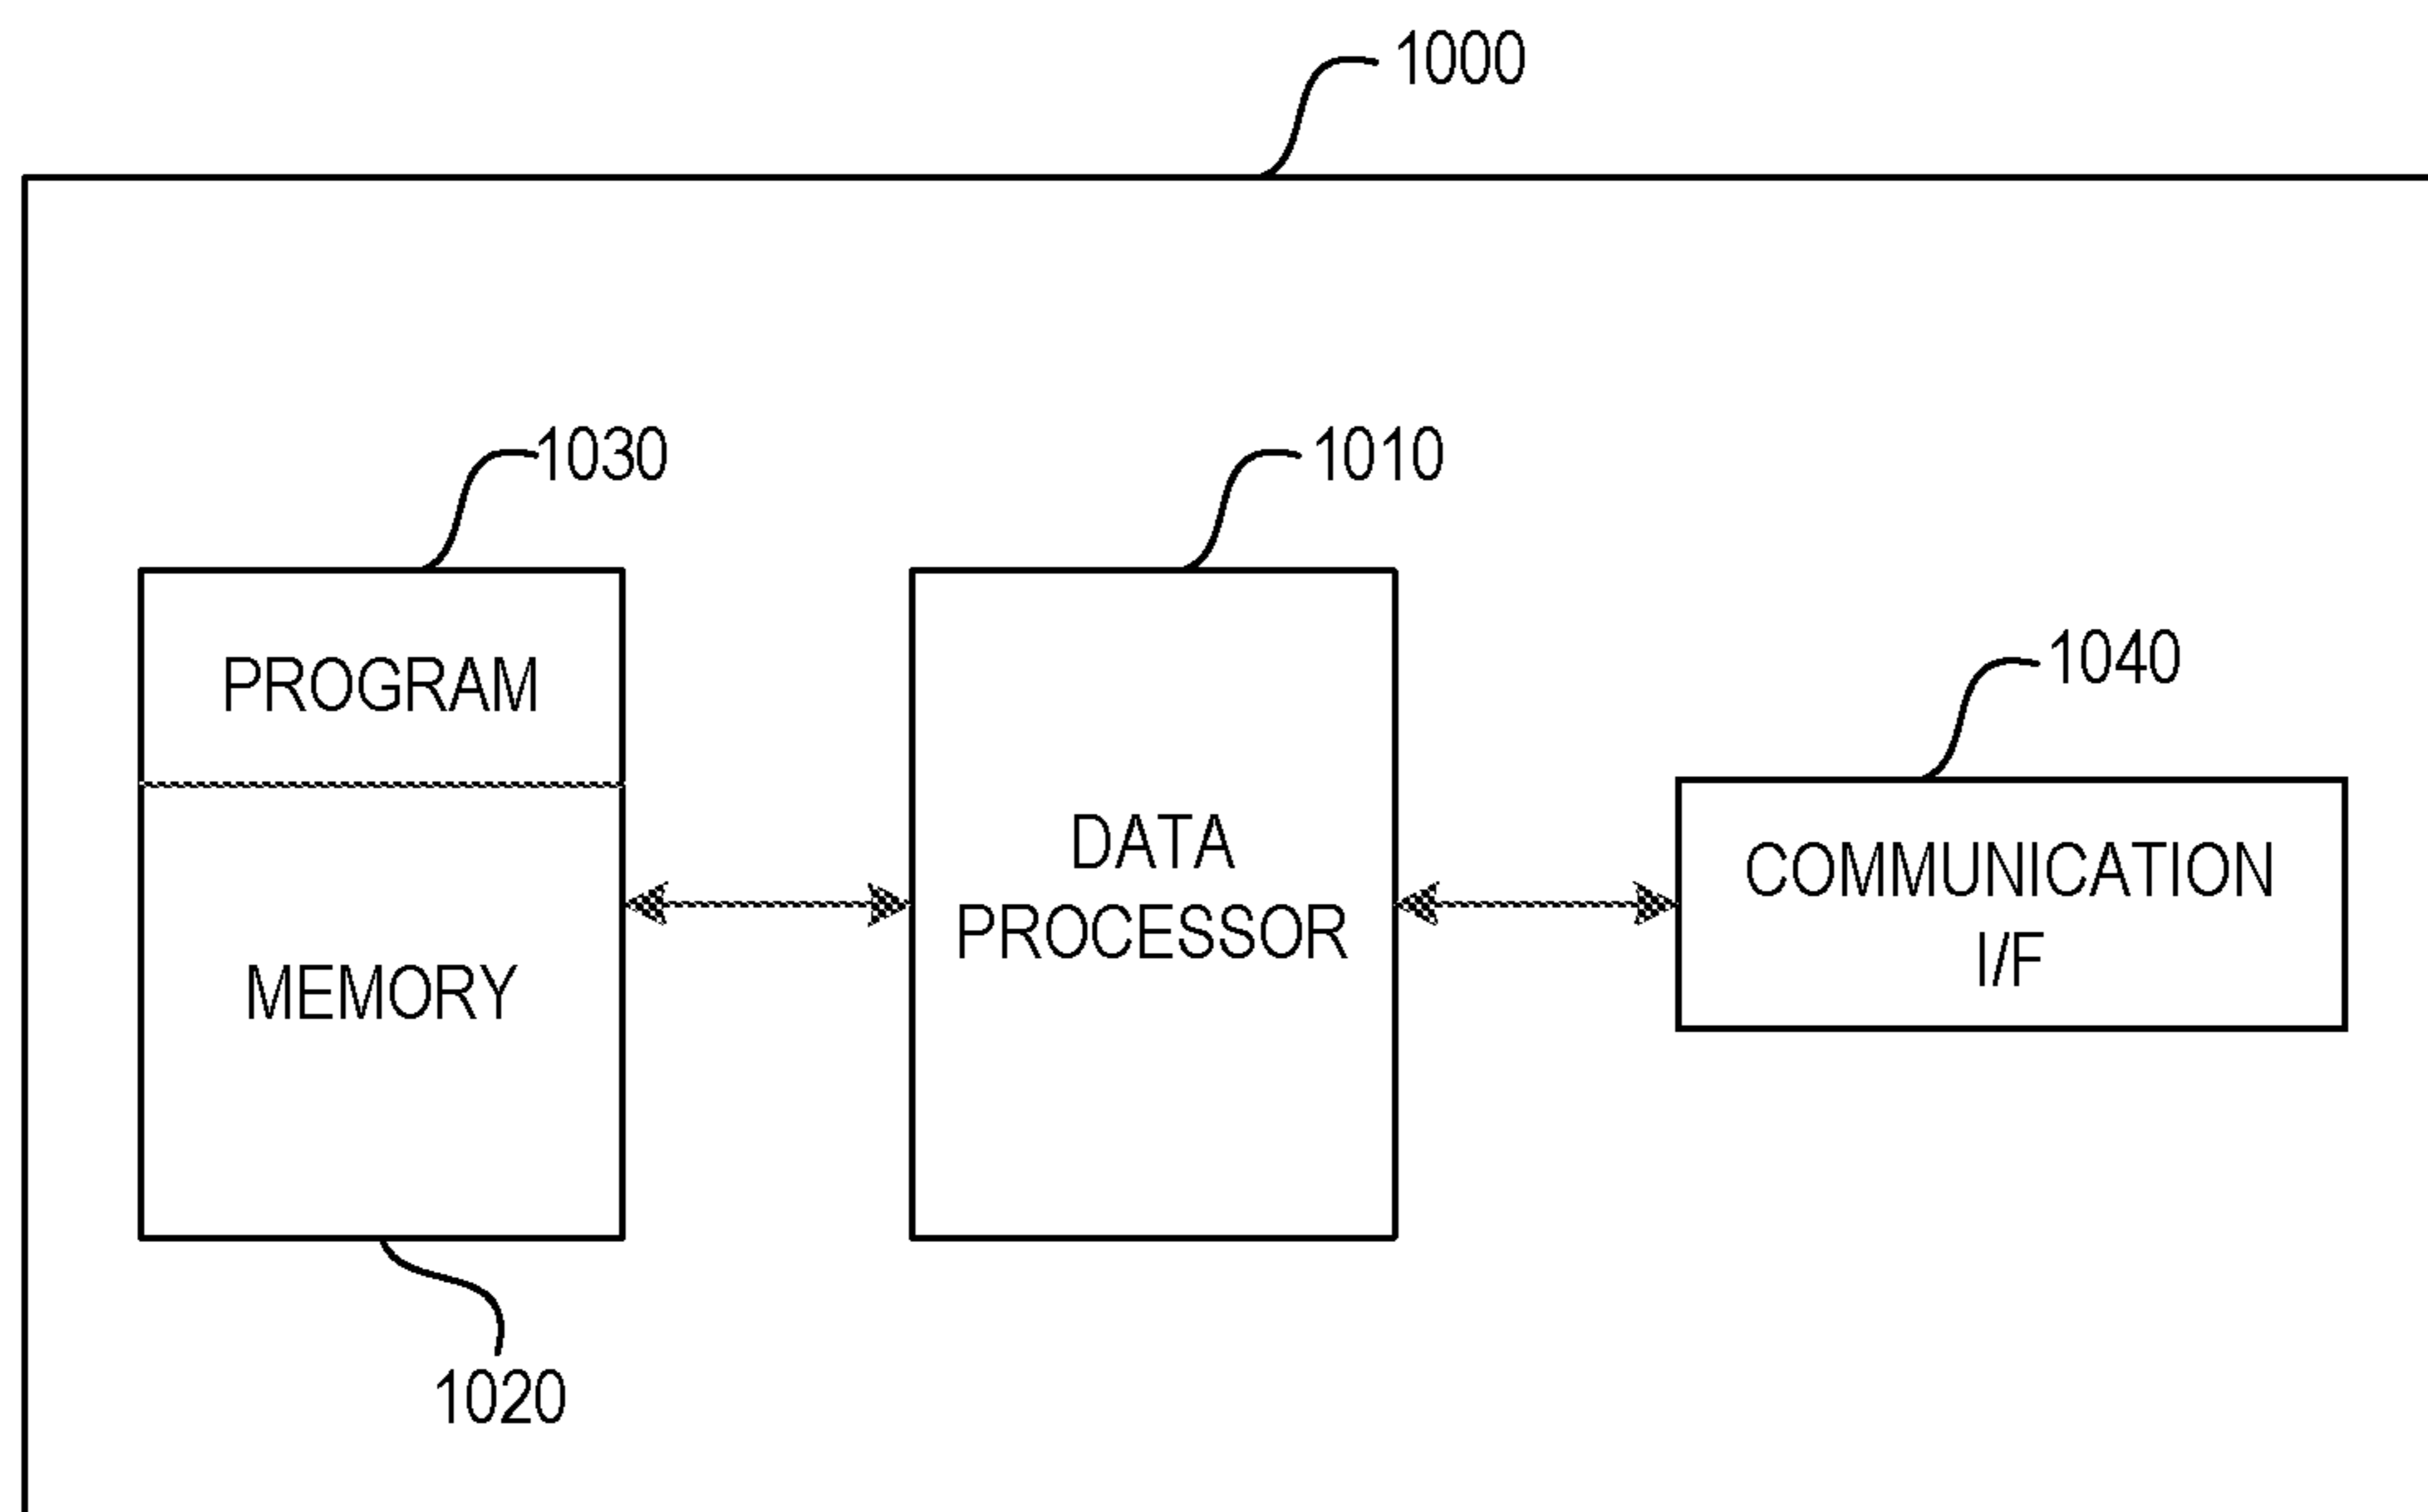 1000
1030
1010
1040
PROGRAM
DATA
PROCESSOR
COMMUNICATION
I/F
MEMORY
1020